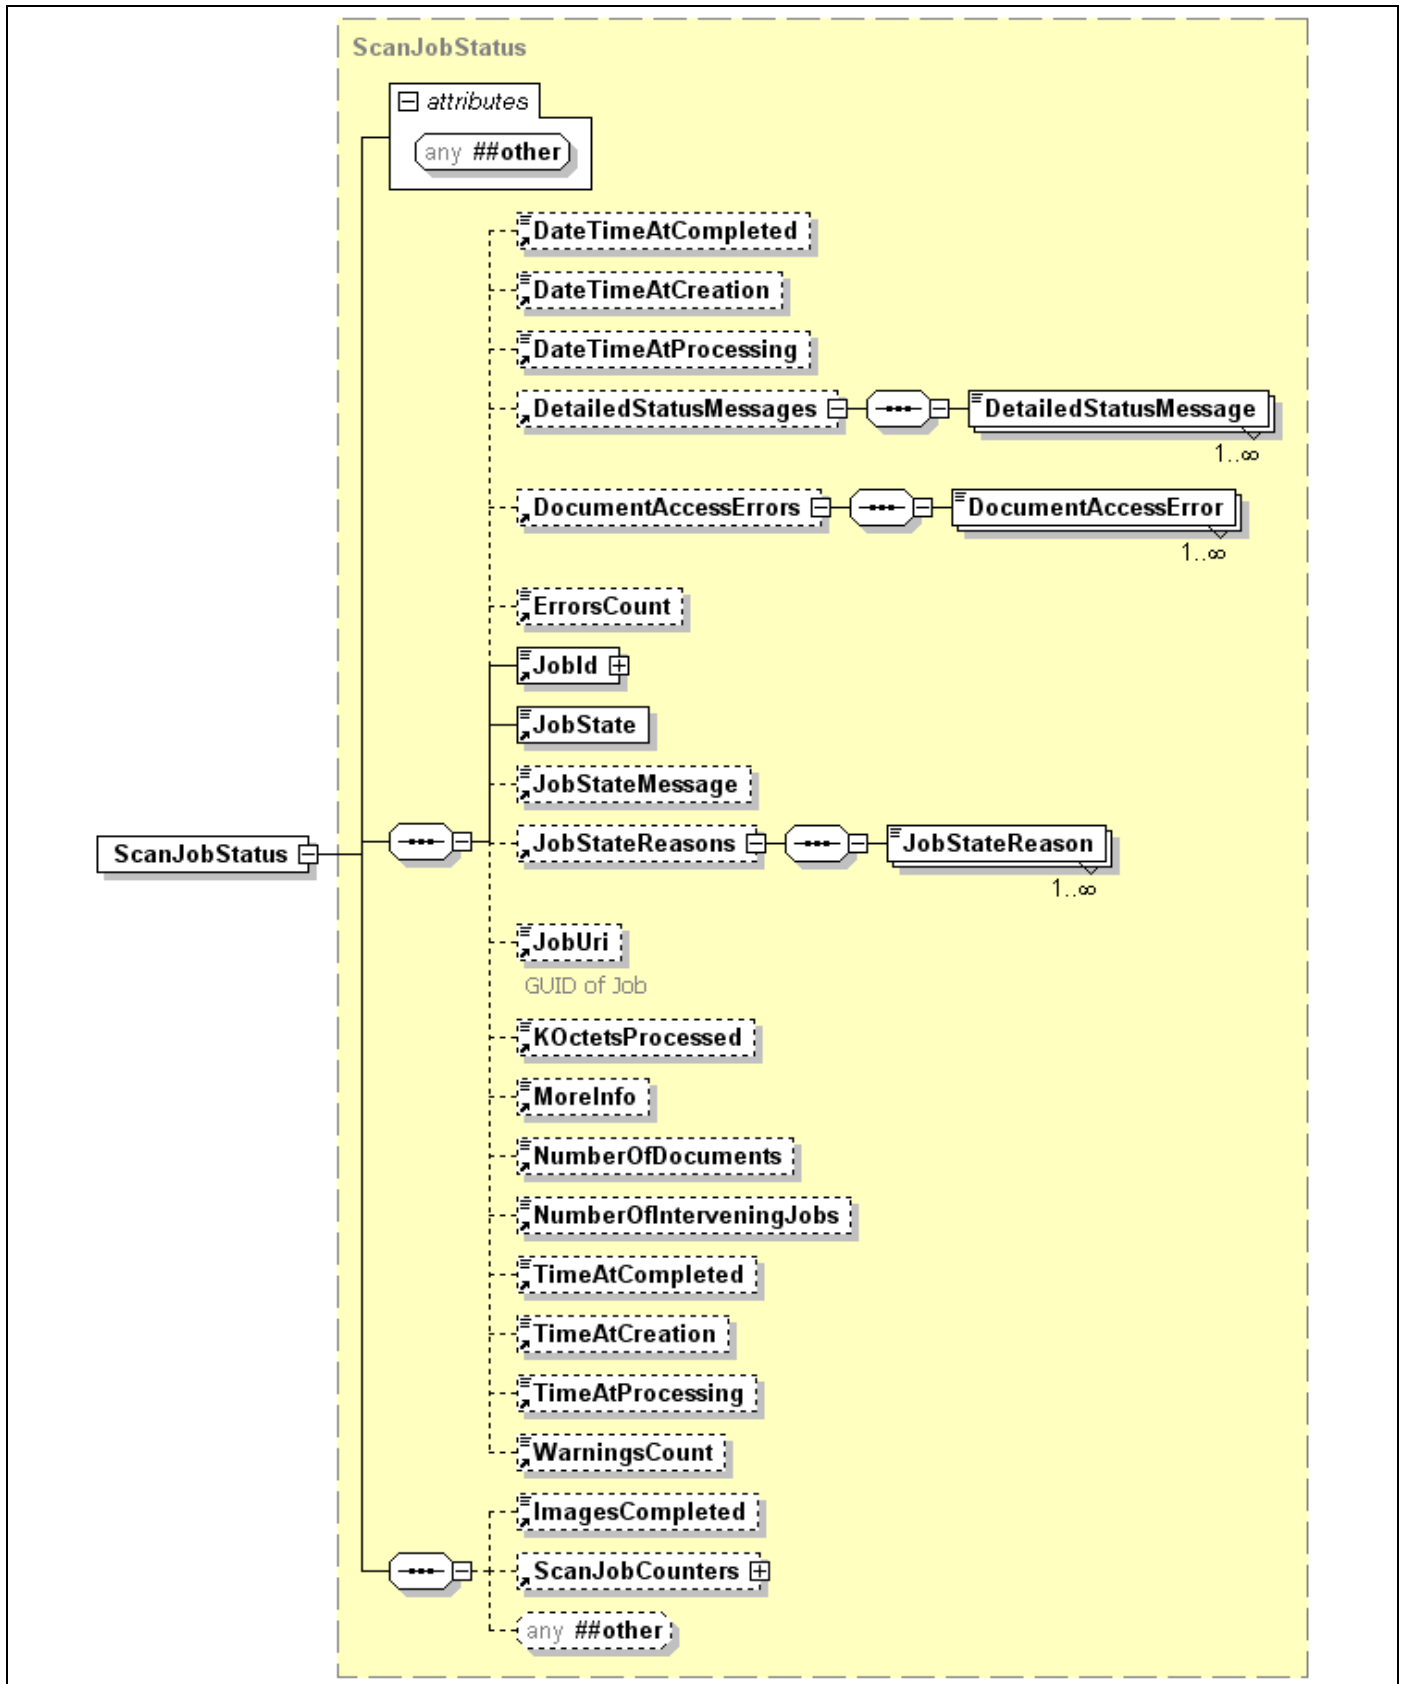 ScanJobStatus
attributes
any ##other
DateTimeAtCompleted
DateTimeAtCreation
DateTimeAtProcessing
DetailedStatusMessages DetailedStatusMessage
1..∞
DocumentAccessErrors DocumentAccessError
1..∞
ErrorsCount
JobId
JobState
JobStateMessage
JobStateReasons JobStateReason
ScanJobStatus
1..∞
JobUri
GUID of Job
KOctetsProcessed
MoreInfo
NumberOfDocuments
NumberOfInterveningJobs
TimeAtCompleted
TimeAtCreation
TimeAtProcessing
WarningsCount
ImagesCompleted
ScanJobCounters
any ##other